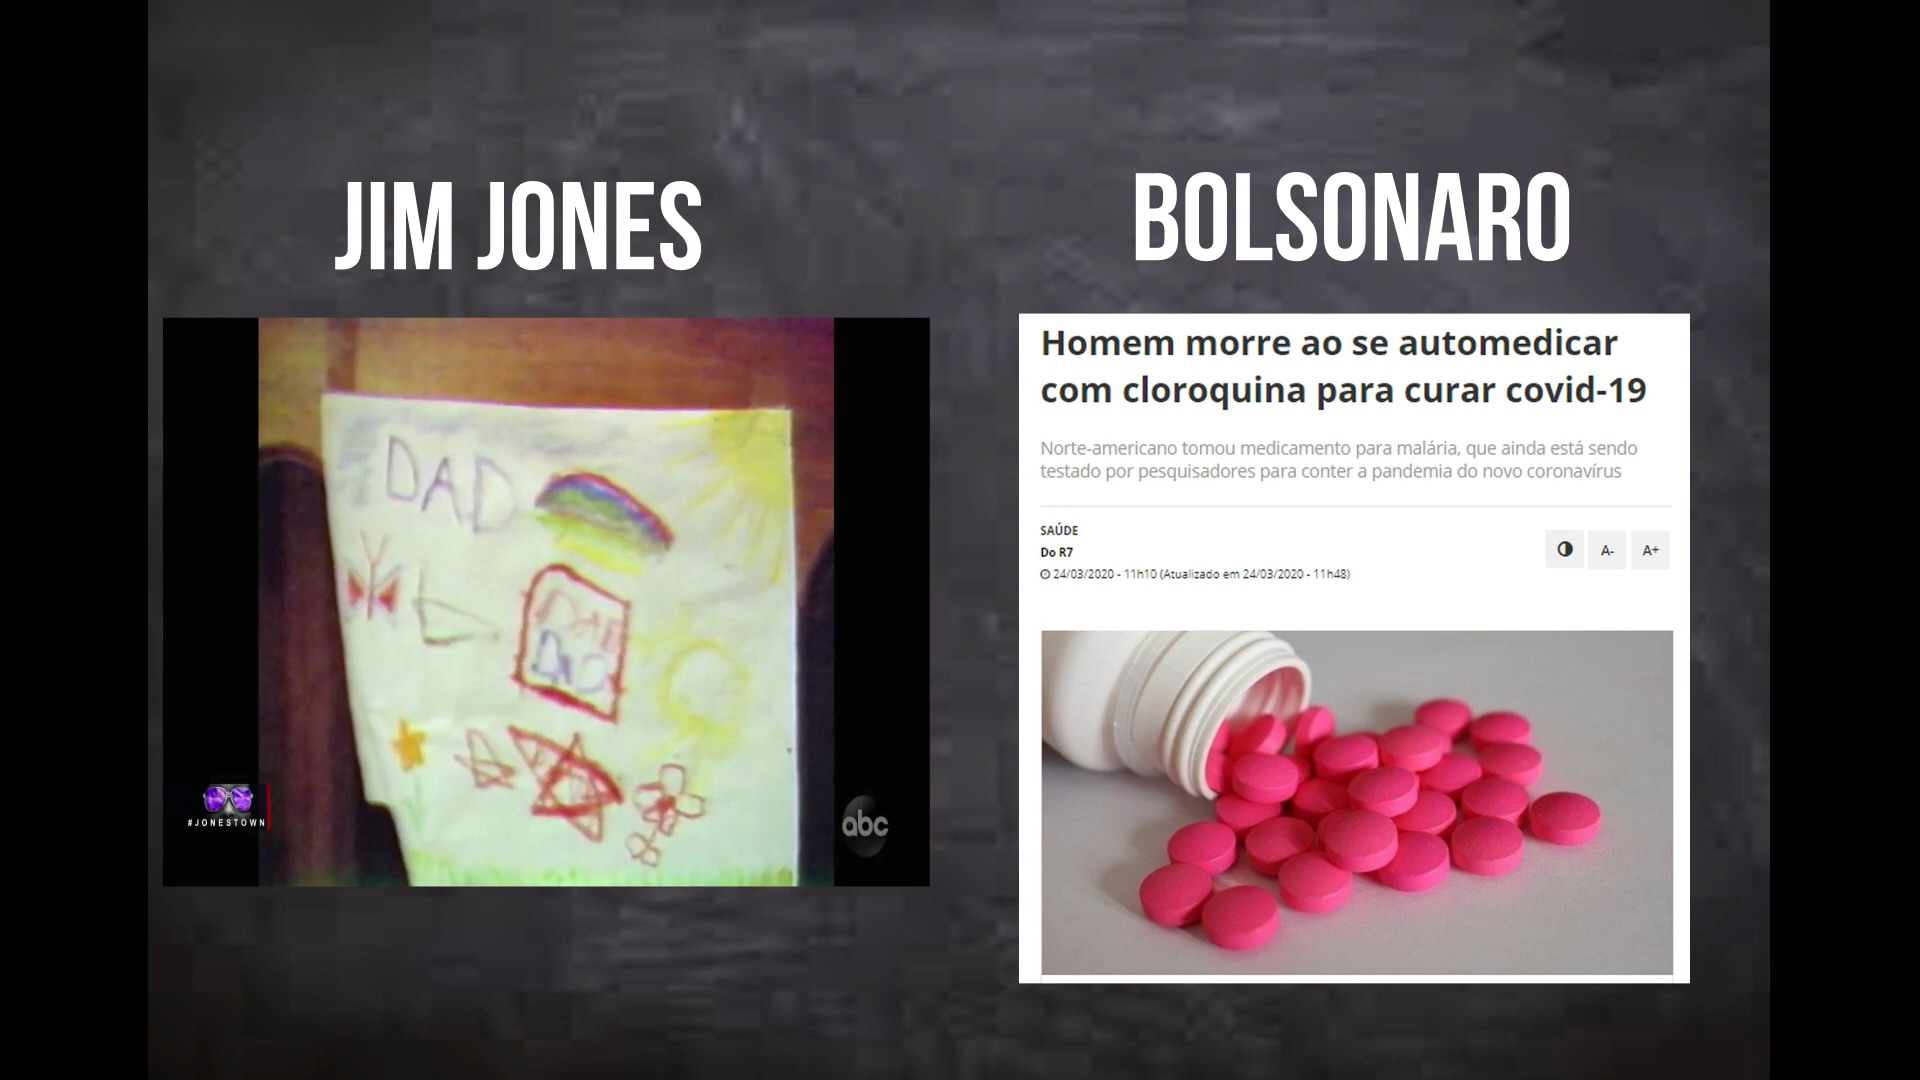 JIM JONES
DAD
#JONESTOWN
abc
BOLSONARO
Homem morre ao se automedicar
com cloroquina para curar covid-19
Norte-americano tomou medicamento para malária, que ainda está sendo
testado por pesquisadores para conter a pandemia do novo coronavírus
SAÚDE
Do R7
24/03/2020 - 11h10 (Atualizado em 24/03/2020 - 11h48)
A- A+